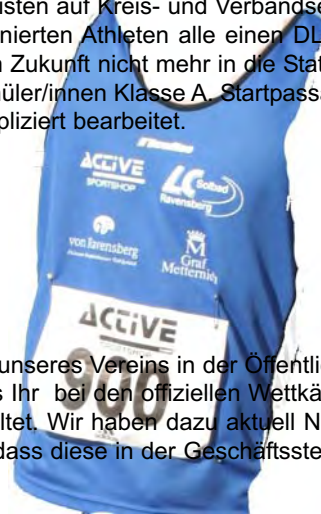 isten auf Kreis- und Verbandse
nierten Athleten alle einen DL
Zukunft nicht mehr in die Stat
üler/innen Klasse A. Startpass
pliziert bearbeitet.
ACTIVE
SPORTSHOP
LC Solbad
Ravensberg
von Ravensberg
Graf
Metternich
ACTIVE
900
unseres Vereins in der Öffentli
s Ihr bei den offiziellen Wettkä
ltet. Wir haben dazu aktuell N
dass diese in der Geschäftsste